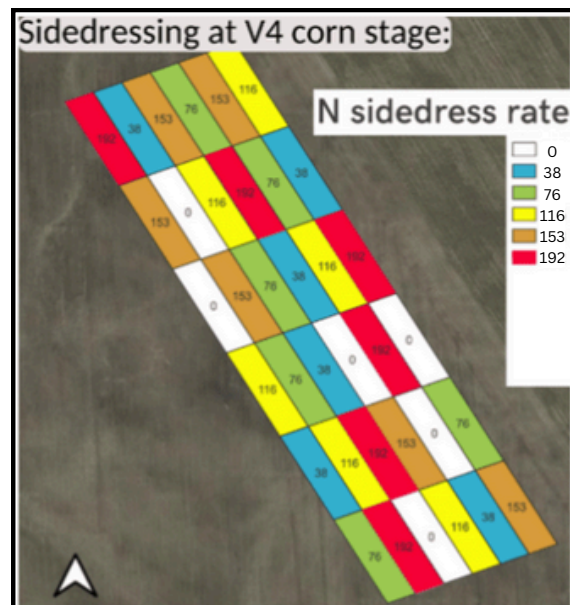 Sidedressing at V4 corn stage:
N sidedress rate
0
38
76
116
153
192
192 38 153 76 153 116
153 0 116 192 76 38
0 153 76 38 116 192
116 76 38 0 192 0
38 116 192 153 0 76
76 192 0 116 38 153